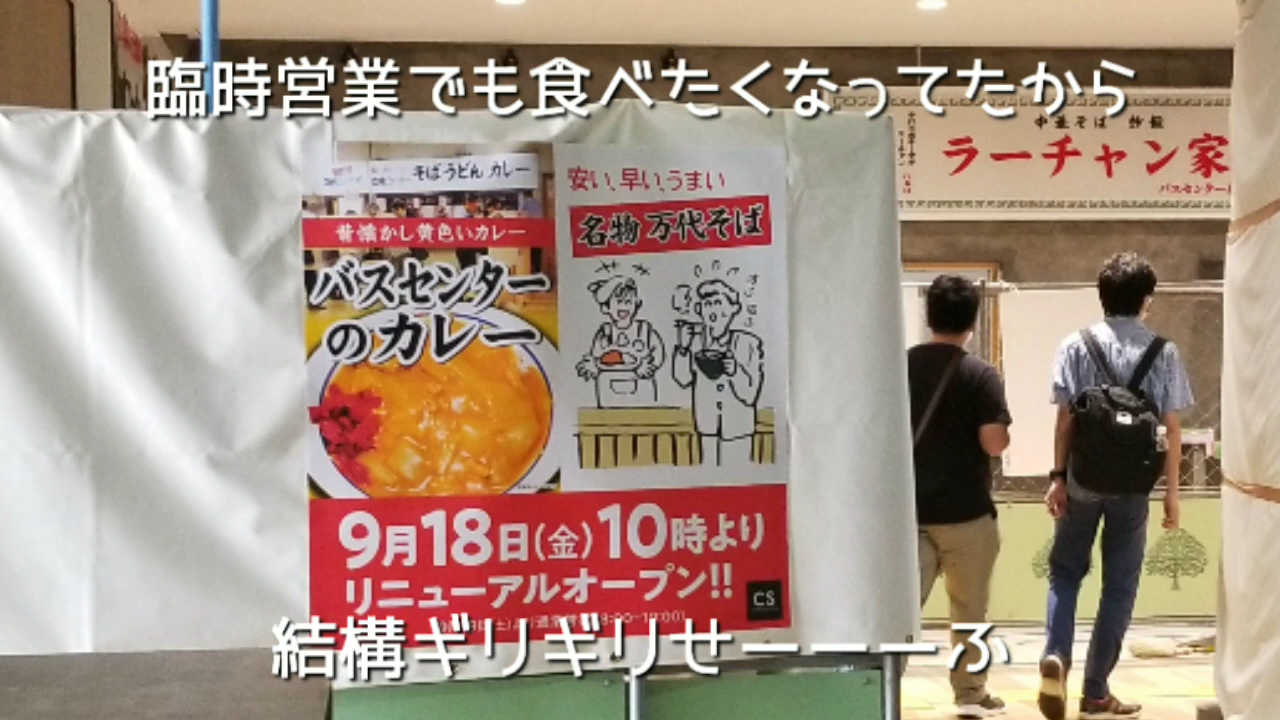 臨時営業でも食べたくなってたから
中華そば 炒飯
ラーチャン家
バスセンター
そば うどん カレー
昔懐かし黄色いカレー
バスセンター
のカレー
安い、早い、うまい
名物 万代そば
9月18日(金)10時より
リニューアルオープン!!
CS
結構ギリギリせーーーふ